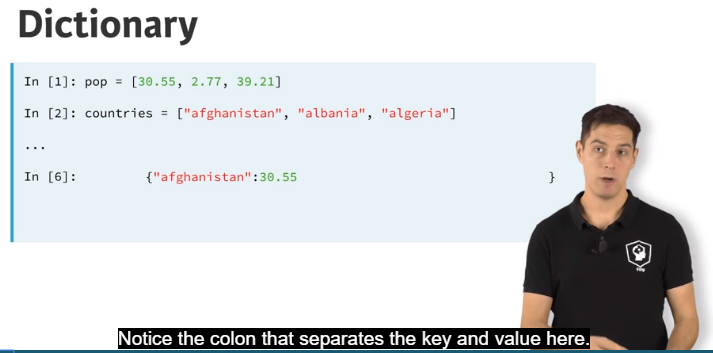 Dictionary
In [1]: pop = [30.55, 2.77, 39.21]
In [2]: countries = ["afghanistan", "albania", "algeria"]
...
In [6]: {"afghanistan":30.55 }
Notice the colon that separates the key and value here.